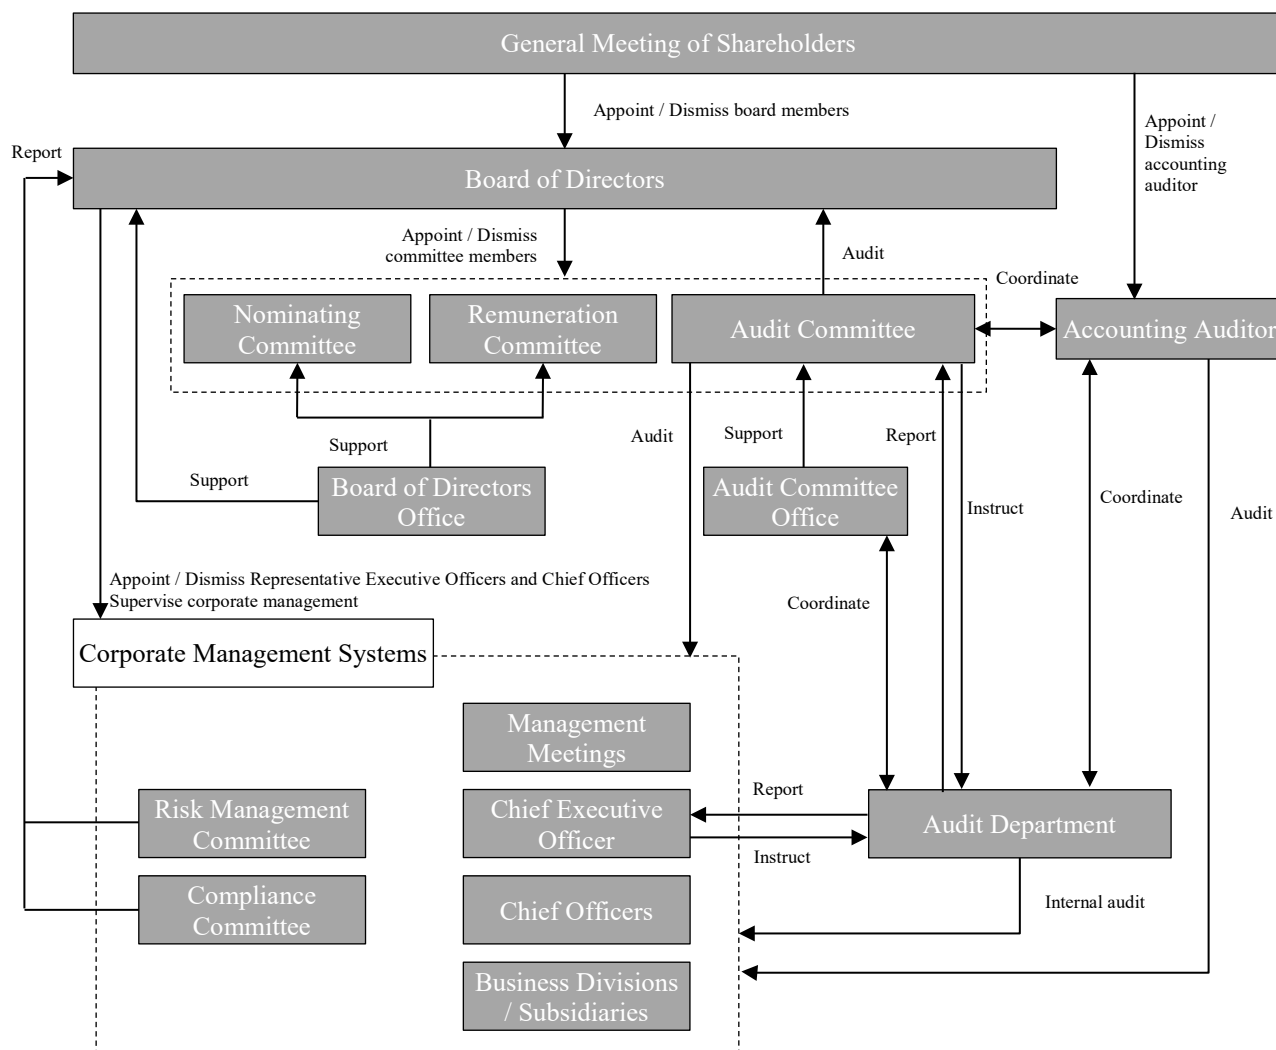 General Meeting of Shareholders
Appoint / Dismiss board members
Appoint /
Dismiss
accounting
auditor
Report
Board of Directors
Appoint / Dismiss
committee members
Audit
Coordinate
Nominating
Committee
Remuneration
Committee
Audit Committee
Accounting Auditor
Support
Audit
Support
Report
Support
Board of Directors
Office
Audit Committee
Office
Instruct
Coordinate
Audit
Appoint / Dismiss Representative Executive Officers and Chief Officers
Supervise corporate management
Coordinate
Corporate Management Systems
Management
Meetings
Risk Management
Committee
Chief Executive
Officer
Report
Instruct
Audit Department
Compliance
Committee
Chief Officers
Internal audit
Business Divisions
/ Subsidiaries